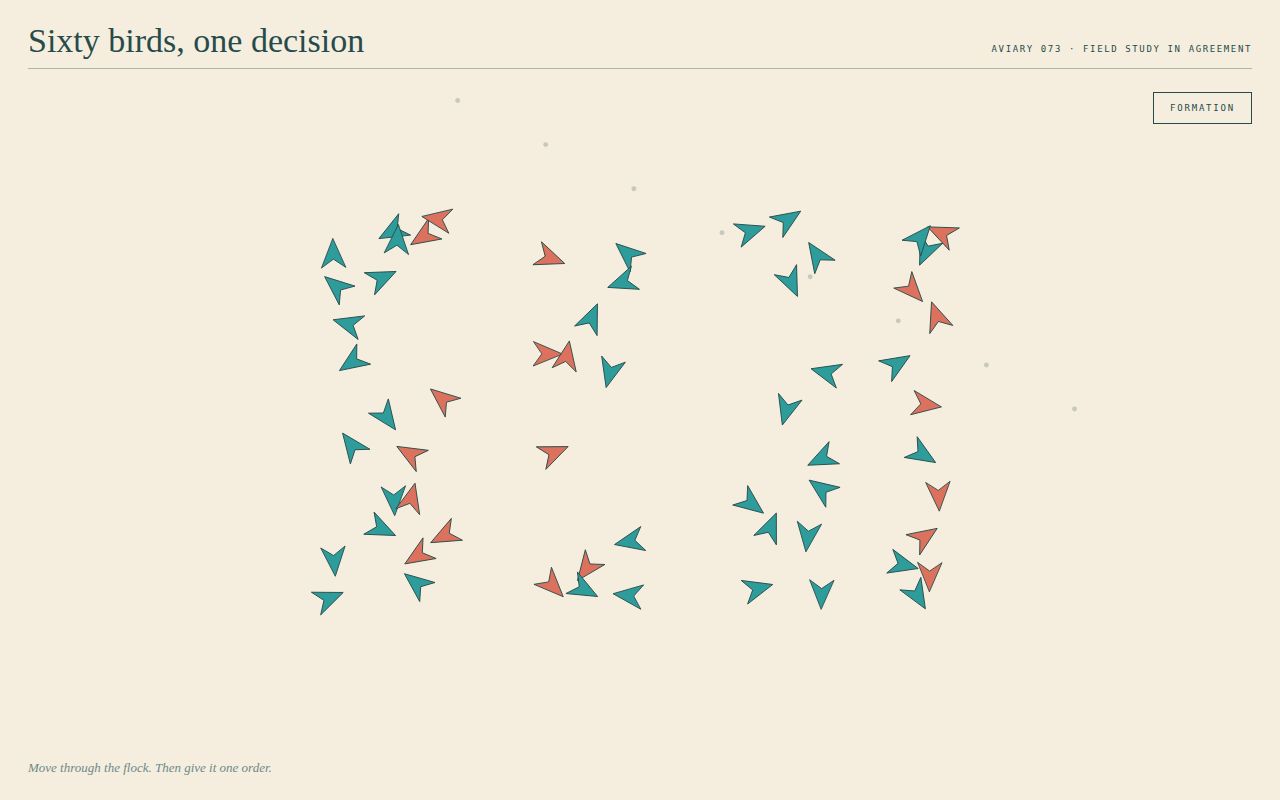 Sixty birds, one decision
AVIARY 073 · FIELD STUDY IN AGREEMENT
FORMATION
Move through the flock. Then give it one order.